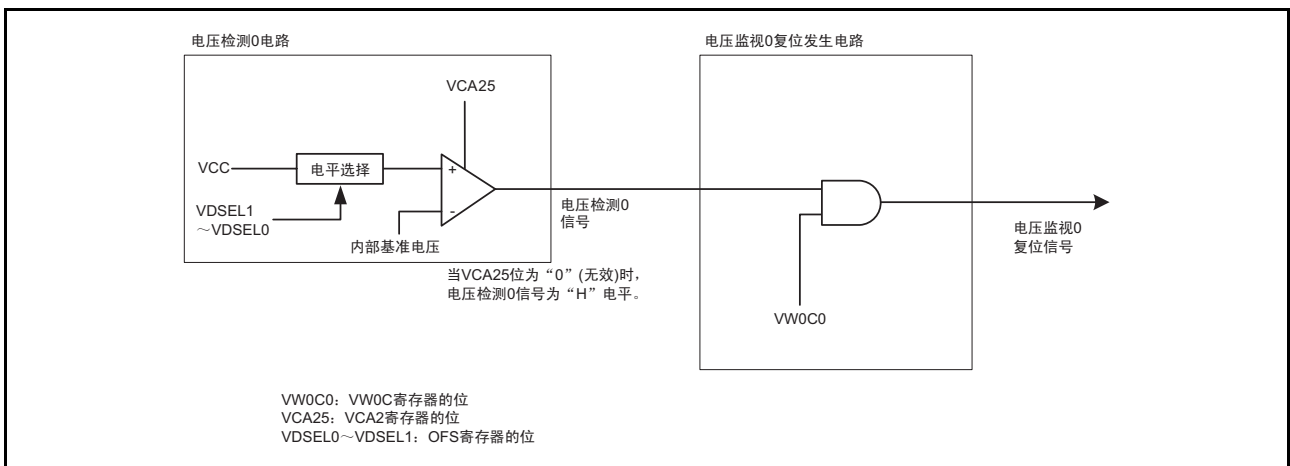 电压检测0电路
电压监视0复位发生电路
VCA25
VCC
电平选择
+
VDSEL1
～VDSEL0
-
内部基准电压
电压检测0
信号
当VCA25位为“0”(无效)时，
电压检测0信号为“H”电平。
VW0C0
电压监视0
复位信号
VW0C0：VW0C寄存器的位
VCA25：VCA2寄存器的位
VDSEL0～VDSEL1：OFS寄存器的位